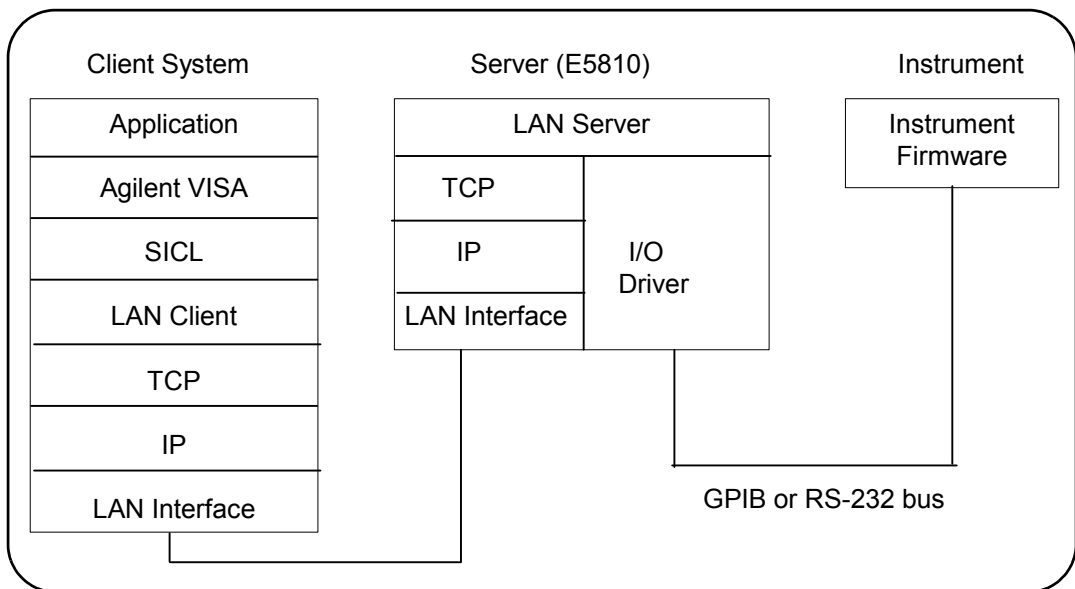 Client System
Server (E5810)
Instrument
Application
Agilent VISA
SICL
LAN Client
TCP
IP
LAN Interface
LAN Server
TCP
IP
LAN Interface
I/O
Driver
Instrument
Firmware
GPIB or RS-232 bus